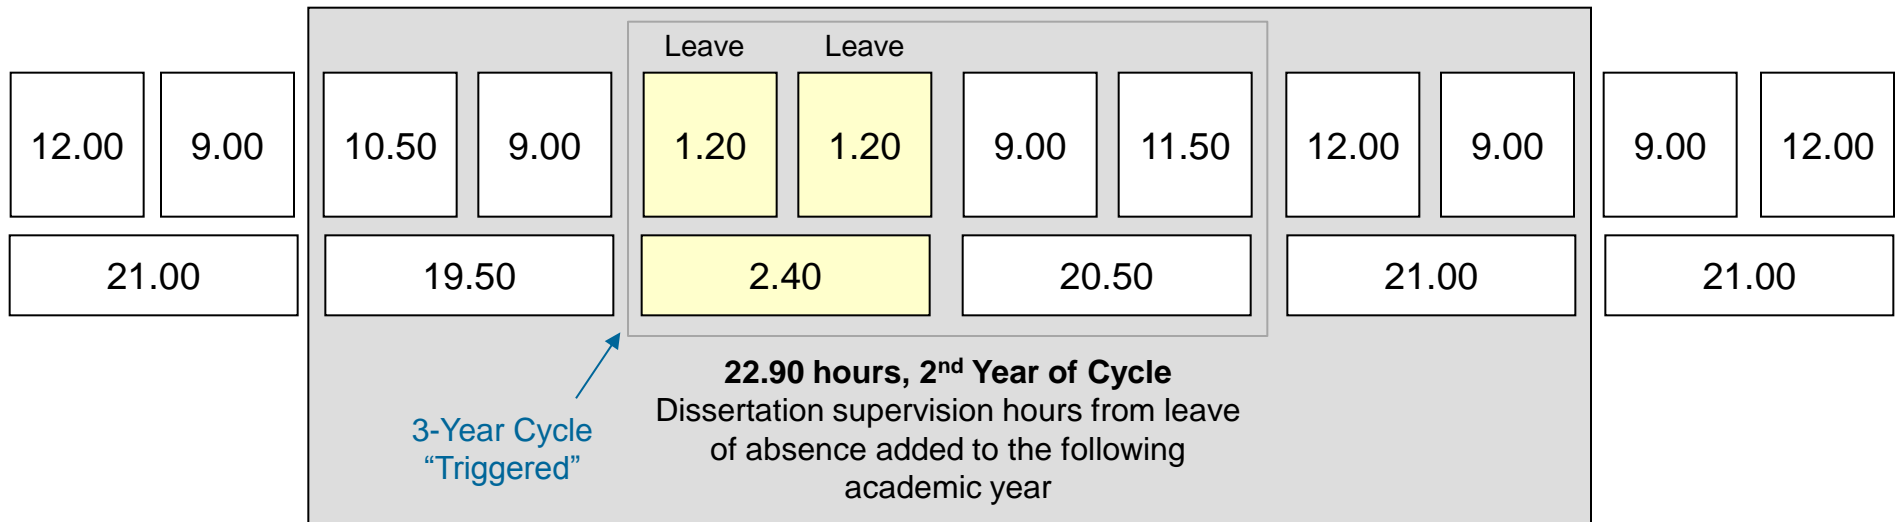 Leave Leave
12.00 9.00 10.50 9.00 1.20 1.20 9.00 11.50 12.00 9.00 9.00 12.00
21.00 19.50 2.40 20.50 21.00 21.00
22.90 hours, 2nd Year of Cycle
Dissertation supervision hours from leave
of absence added to the following
academic year
3-Year Cycle
“Triggered”